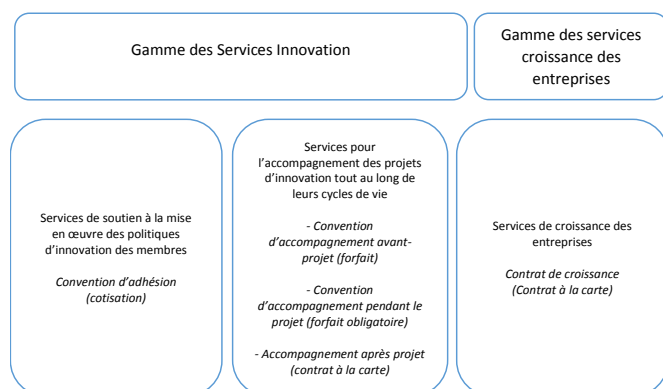 Gamme des Services Innovation
Gamme des services
croissance des
entreprises
Services de soutien à la mise
en œuvre des politiques
d’innovation des membres
Convention d’adhésion
(cotisation)
Services pour
l’accompagnement des projets
d’innovation tout au long de
leurs cycles de vie
- Convention
d’accompagnement avant-
projet (forfait)
- Convention
d’accompagnement pendant le
projet (forfait obligatoire)
- Accompagnement après projet
(contrat à la carte)
Services de croissance des
entreprises
Contrat de croissance
(Contrat à la carte)